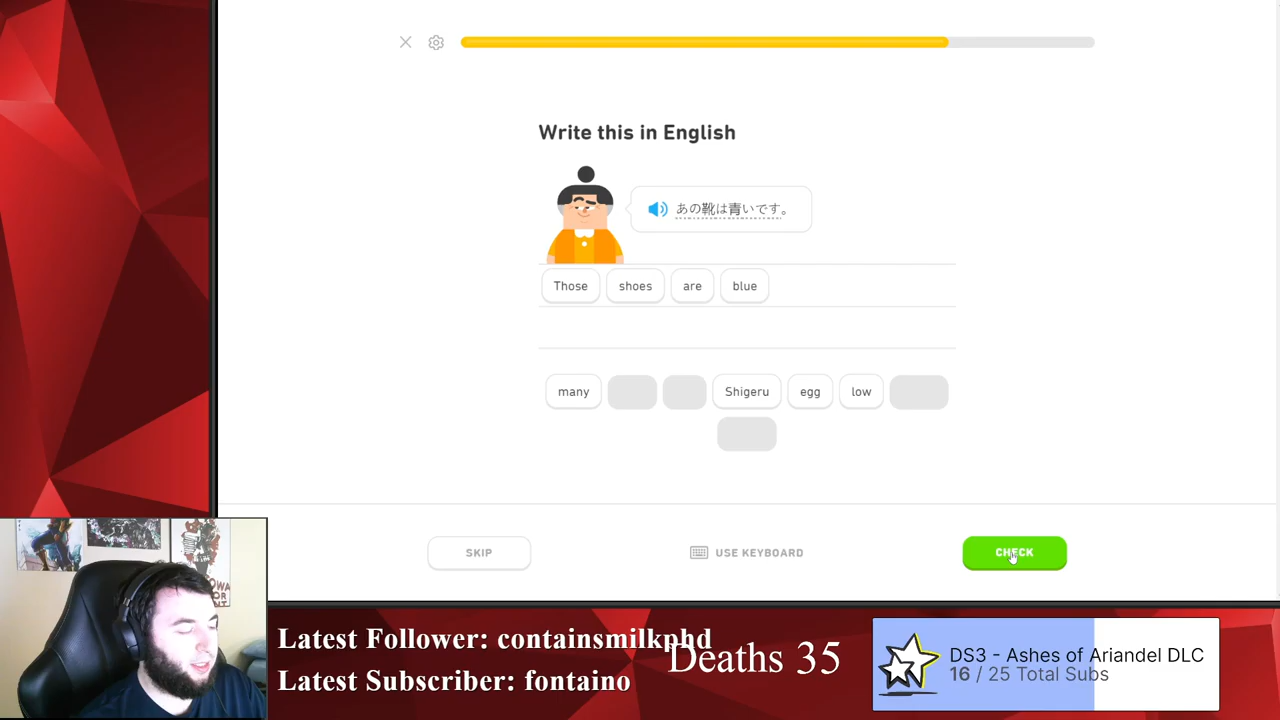 Write this in English
あの靴は青いです。
Those shoes are blue
many Shigeru egg low
SKIP USE KEYBOARD CHECK
Latest Follower: containsmilkphd
Latest Subscriber: fontaino
Deaths 35
DS3 - Ashes of Ariandel DLC
16 / 25 Total Subs